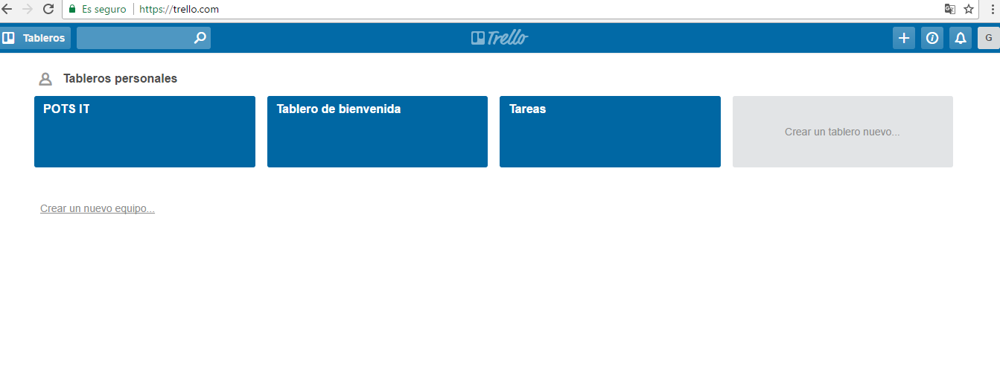 Es seguro https://trello.com
Tableros
Trello
G
Tableros personales
POTS IT
Tablero de bienvenida
Tareas
Crear un tablero nuevo...
Crear un nuevo equipo...